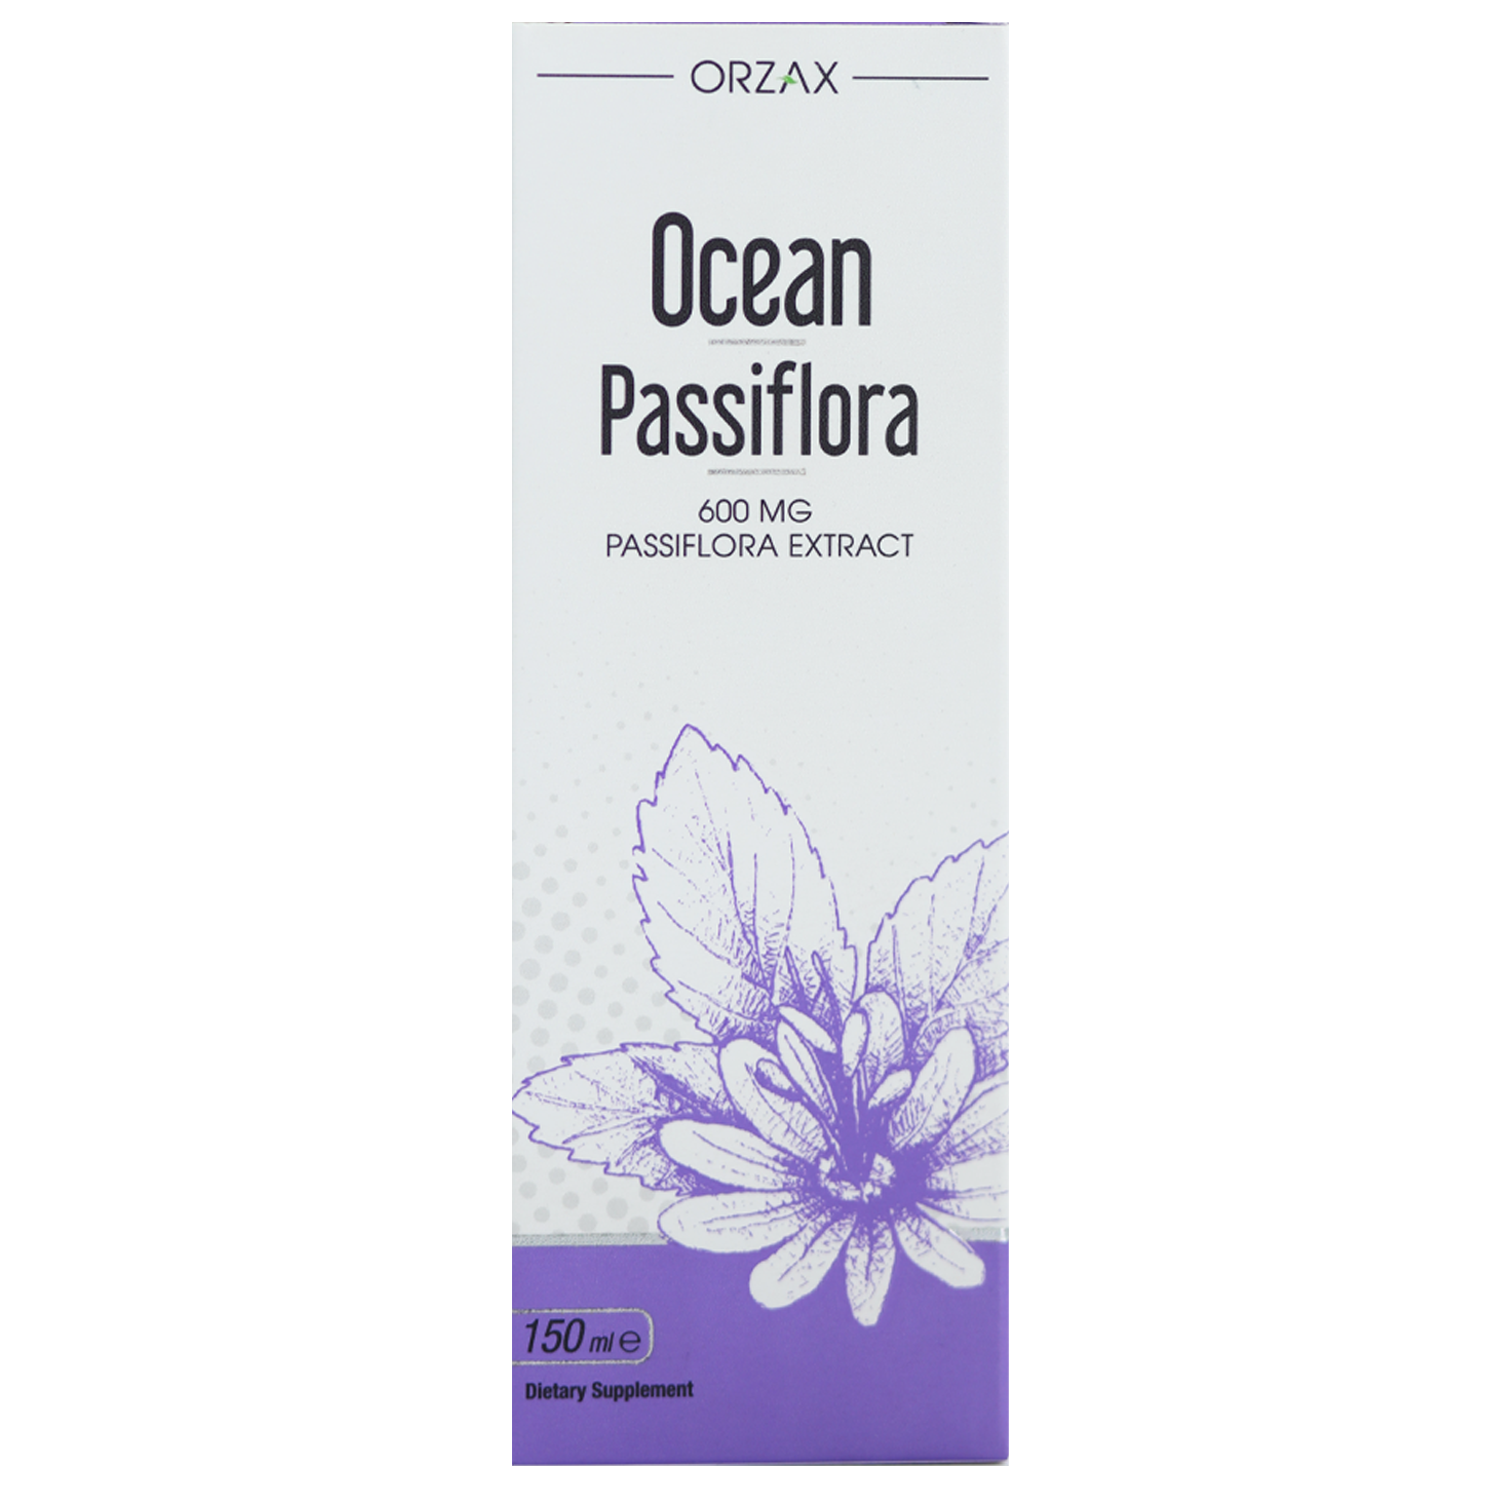 ORZAX
Ocean
Passiflora
600 MG
PASSIFLORA EXTRACT
150 ml ℮
Dietary Supplement